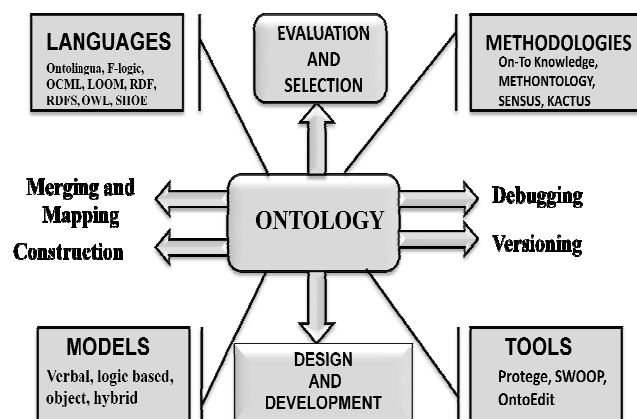 LANGUAGES
Ontolingua, F-logic,
OCML, LOOM, RDF,
RDFS, OWL, SHOE
EVALUATION
AND
SELECTION
METHODOLOGIES
On-To Knowledge,
METHONTOLOGY,
SENSUS, KACTUS
Merging and
Mapping
Construction
ONTOLOGY
Debugging
Versioning
MODELS
Verbal, logic based,
object, hybrid
DESIGN
AND
DEVELOPMENT
TOOLS
Protege, SWOOP,
OntoEdit